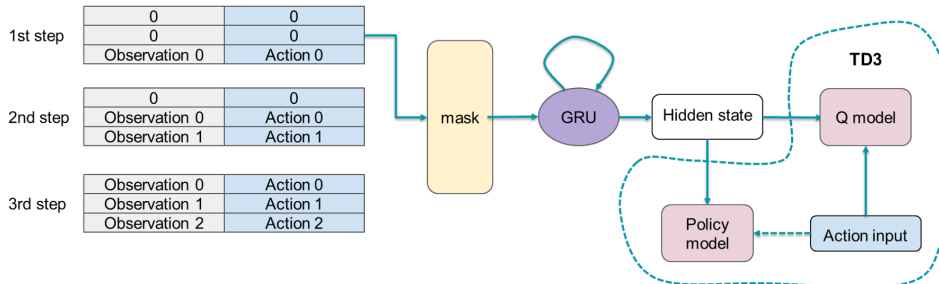 1st step
0 0
0 0
Observation 0 Action 0
2nd step
0 0
Observation 0 Action 0
Observation 1 Action 1
3rd step
Observation 0 Action 0
Observation 1 Action 1
Observation 2 Action 2
mask
GRU
Hidden state
TD3
Q model
Policy
model
Action input